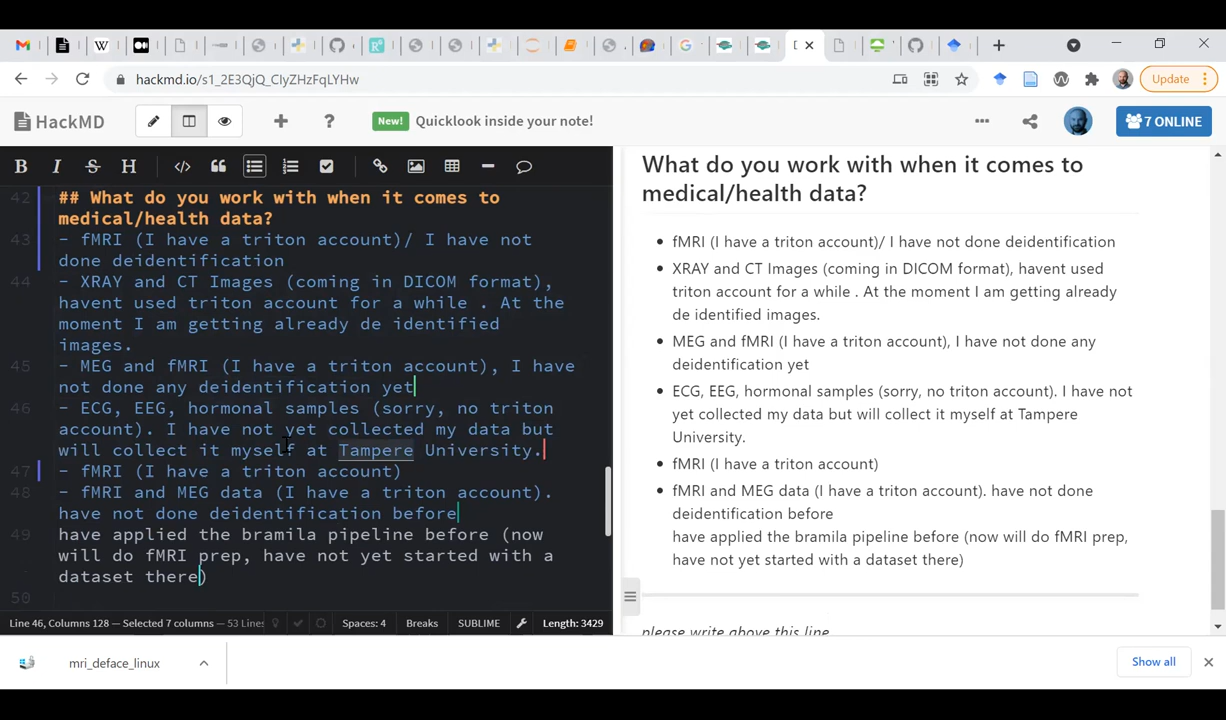 hackmd.io/s1_2E3QjQ_CIyZHzFqLYHw
Update
HackMD
New!
Quicklook inside your note!
7 ONLINE
42 ## What do you work with when it comes to
medical/health data?
43 - fMRI (I have a triton account)/ I have not
done deidentification
44 - XRAY and CT Images (coming in DICOM format),
havent used triton account for a while . At the
moment I am getting already de identified
images.
45 - MEG and fMRI (I have a triton account), I have
not done any deidentification yet
46 - ECG, EEG, hormonal samples (sorry, no triton
account). I have not yet collected my data but
will collect it myself at Tampere University.
47 - fMRI (I have a triton account)
48 - fMRI and MEG data (I have a triton account).
have not done deidentification before
49 have applied the bramila pipeline before (now
will do fMRI prep, have not yet started with a
dataset there)
50
Line 46, Columns 128 — Selected 7 columns — 53 Lines
Spaces: 4
Breaks
SUBLIME
Length: 3429
What do you work with when it comes to
medical/health data?
• fMRI (I have a triton account)/ I have not done deidentification
• XRAY and CT Images (coming in DICOM format), havent used
triton account for a while . At the moment I am getting already
de identified images.
• MEG and fMRI (I have a triton account), I have not done any
deidentification yet
• ECG, EEG, hormonal samples (sorry, no triton account). I have not
yet collected my data but will collect it myself at Tampere
University.
• fMRI (I have a triton account)
• fMRI and MEG data (I have a triton account). have not done
deidentification before
have applied the bramila pipeline before (now will do fMRI prep,
have not yet started with a dataset there)
please write above this line
mri_deface_linux
Show all